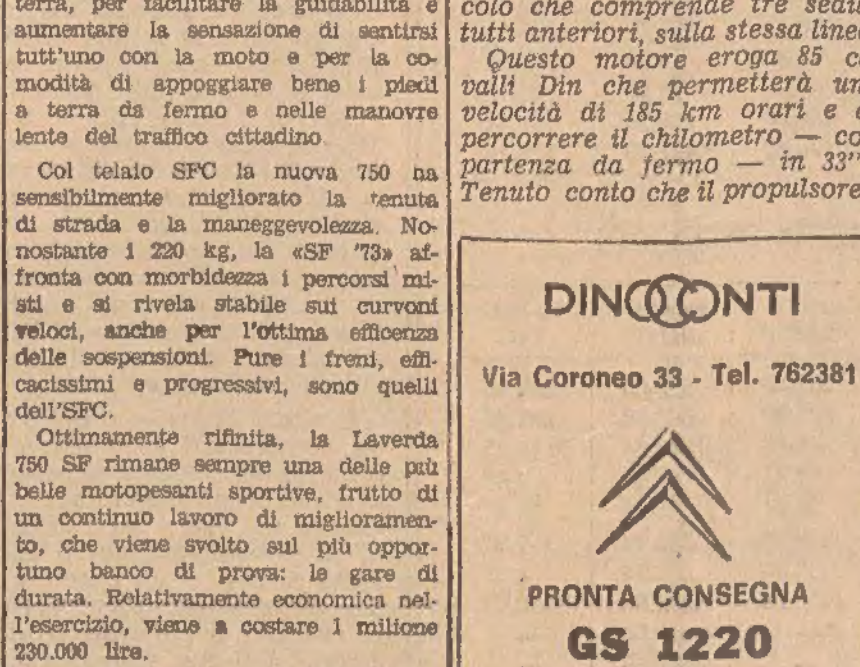 terra, per facilitare la guidabilità e
aumentare la sensazione di sentirsi
tutt'uno con la moto e per la co-
modità di appoggiare bene i piedi
a terra da fermo e nelle manovre
lente del traffico cittadino.
Col telaio SFC la nuova 750 ha
sensibilmente migliorato la tenuta
di strada e la maneggevolezza. No-
nostante i 220 kg, la «SF '73» af-
fronta con morbidezza i percorsi mi-
sti e si rivela stabile sui curvoni
veloci, anche per l'ottima efficenza
delle sospensioni. Pure i freni, effi-
cacissimi e progressivi, sono quelli
dell'SFC.
Ottimamente rifinita, la Laverda
750 SF rimane sempre una delle più
belle motopesanti sportive, frutto di
un continuo lavoro di miglioramen-
to, che viene svolto sul più oppor-
tuno banco di prova: le gare di
durata. Relativamente economica nel-
l'esercizio, viene a costare 1 milione
230.000 lire.
colo che comprende tre sedili
tutti anteriori, sulla stessa linea
Questo motore eroga 85 ca
valli Din che permetterà un
velocità di 185 km orari e
percorrere il chilometro — co
partenza da fermo — in 33"
Tenuto conto che il propulsore
DINO CONTI
Via Coroneo 33 - Tel. 762381
PRONTA CONSEGNA
GS 1220